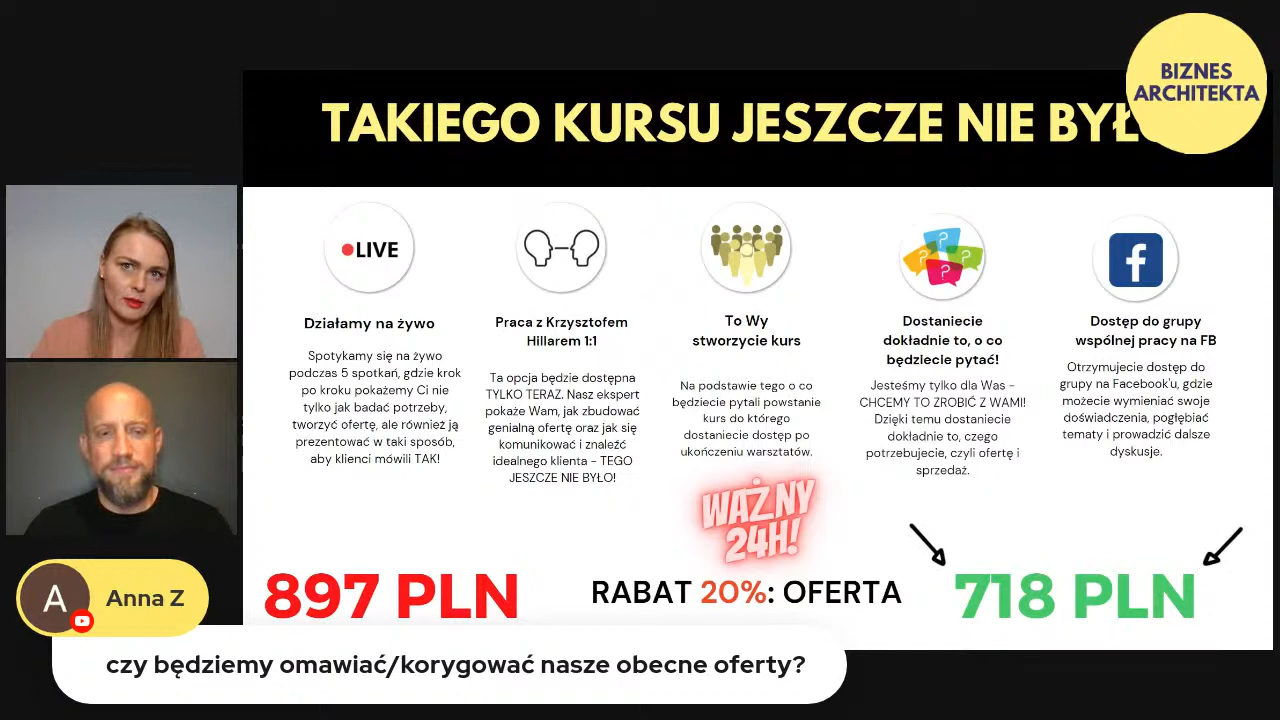 BIZNES
ARCHITEKTA
TAKIEGO KURSU JESZCZE NIE BYŁ
LIVE
Działamy na żywo
Spotykamy się na żywo
podczas 5 spotkań, gdzie krok
po kroku pokażemy Ci nie
tylko jak badać potrzeby,
tworzyć ofertę, ale również ją
prezentować w taki sposób,
aby klienci mówili TAK!
Praca z Krzysztofem
Hillarem 1:1
Ta opcja będzie dostępna
TYLKO TERAZ. Nasz ekspert
pokaże Wam, jak zbudować
genialną ofertę oraz jak się
komunikować i znaleźć
idealnego klienta - TEGO
JESZCZE NIE BYŁO!
To Wy
stworzycie kurs
Na podstawie tego o co
będziecie pytali powstanie
kurs do którego
dostaniecie dostęp po
ukończeniu warsztatów.
Dostaniecie
dokładnie to, o co
będziecie pytać!
Jesteśmy tylko dla Was -
CHCEMY TO ZROBIĆ Z WAMI!
Dzięki temu dostaniecie
dokładnie to, czego
potrzebujecie, czyli ofertę i
sprzedaż.
Dostęp do grupy
wspólnej pracy na FB
Otrzymujecie dostęp do
grupy na Facebook'u, gdzie
możecie wymieniać swoje
doświadczenia, pogłębiać
tematy i prowadzić dalsze
dyskusje.
WAŻNY
24H!
897 PLN
RABAT 20%: OFERTA
718 PLN
A
Anna Z
czy będziemy omawiać/korygować nasze obecne oferty?